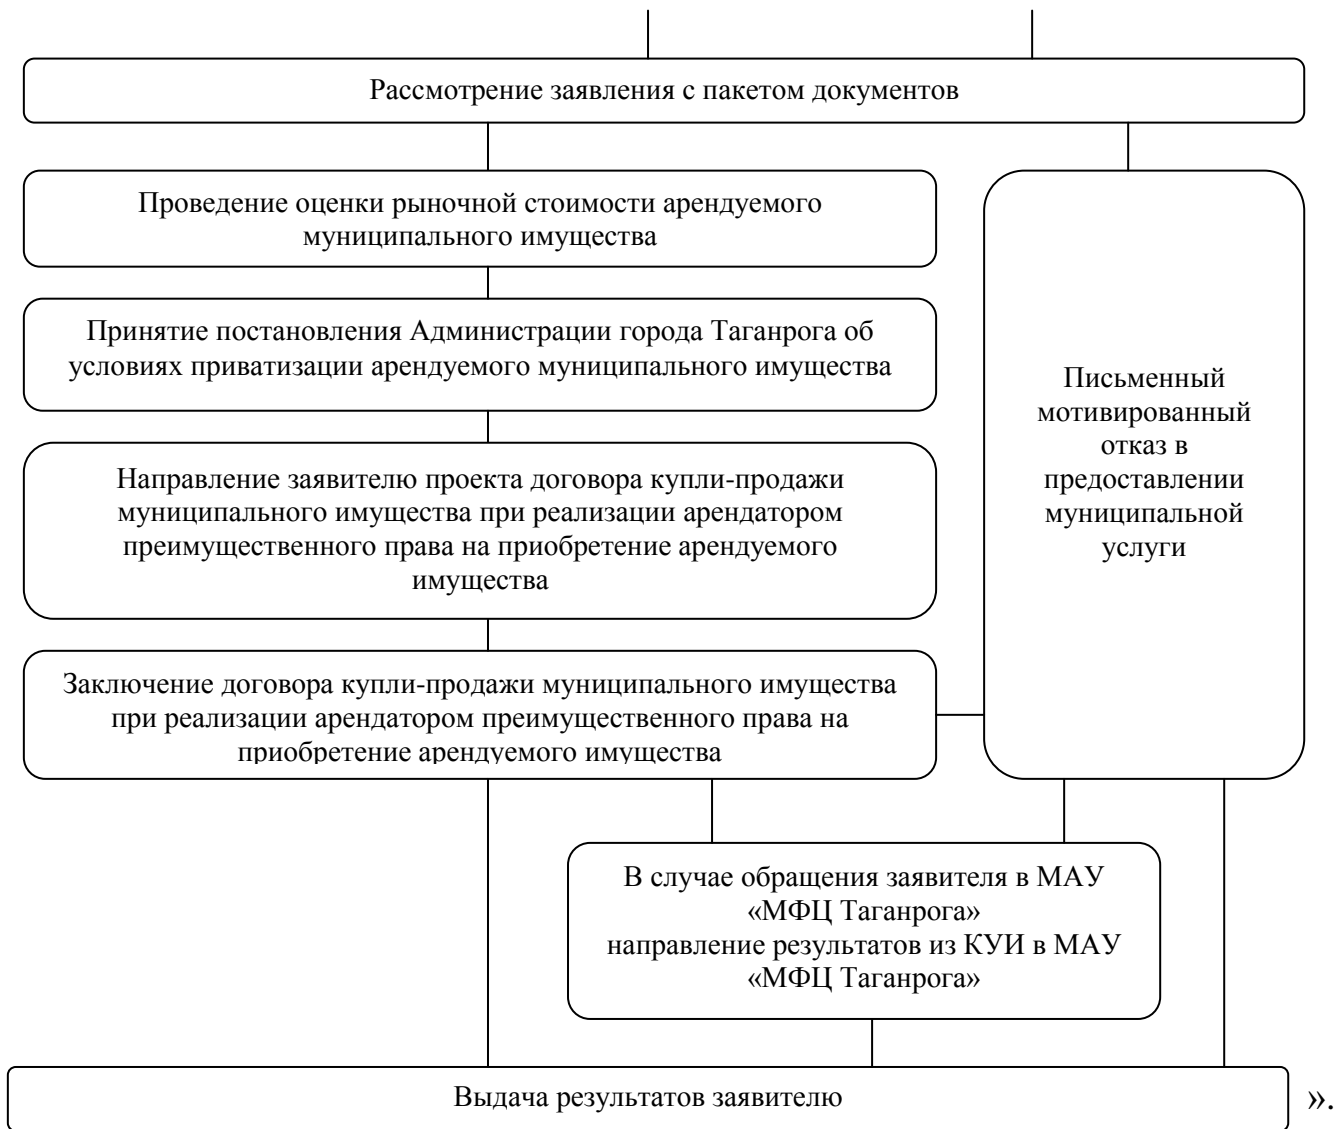 Рассмотрение заявления с пакетом документов
Проведение оценки рыночной стоимости арендуемого
муниципального имущества
Принятие постановления Администрации города Таганрога об
условиях приватизации арендуемого муниципального имущества
Направление заявителю проекта договора купли-продажи
муниципального имущества при реализации арендатором
преимущественного права на приобретение арендуемого
имущества
Заключение договора купли-продажи муниципального имущества
при реализации арендатором преимущественного права на
приобретение арендуемого имущества
Письменный
мотивированный
отказ в
предоставлении
муниципальной
услуги
В случае обращения заявителя в МАУ
«МФЦ Таганрога»
направление результатов из КУИ в МАУ
«МФЦ Таганрога»
Выдача результатов заявителю
».